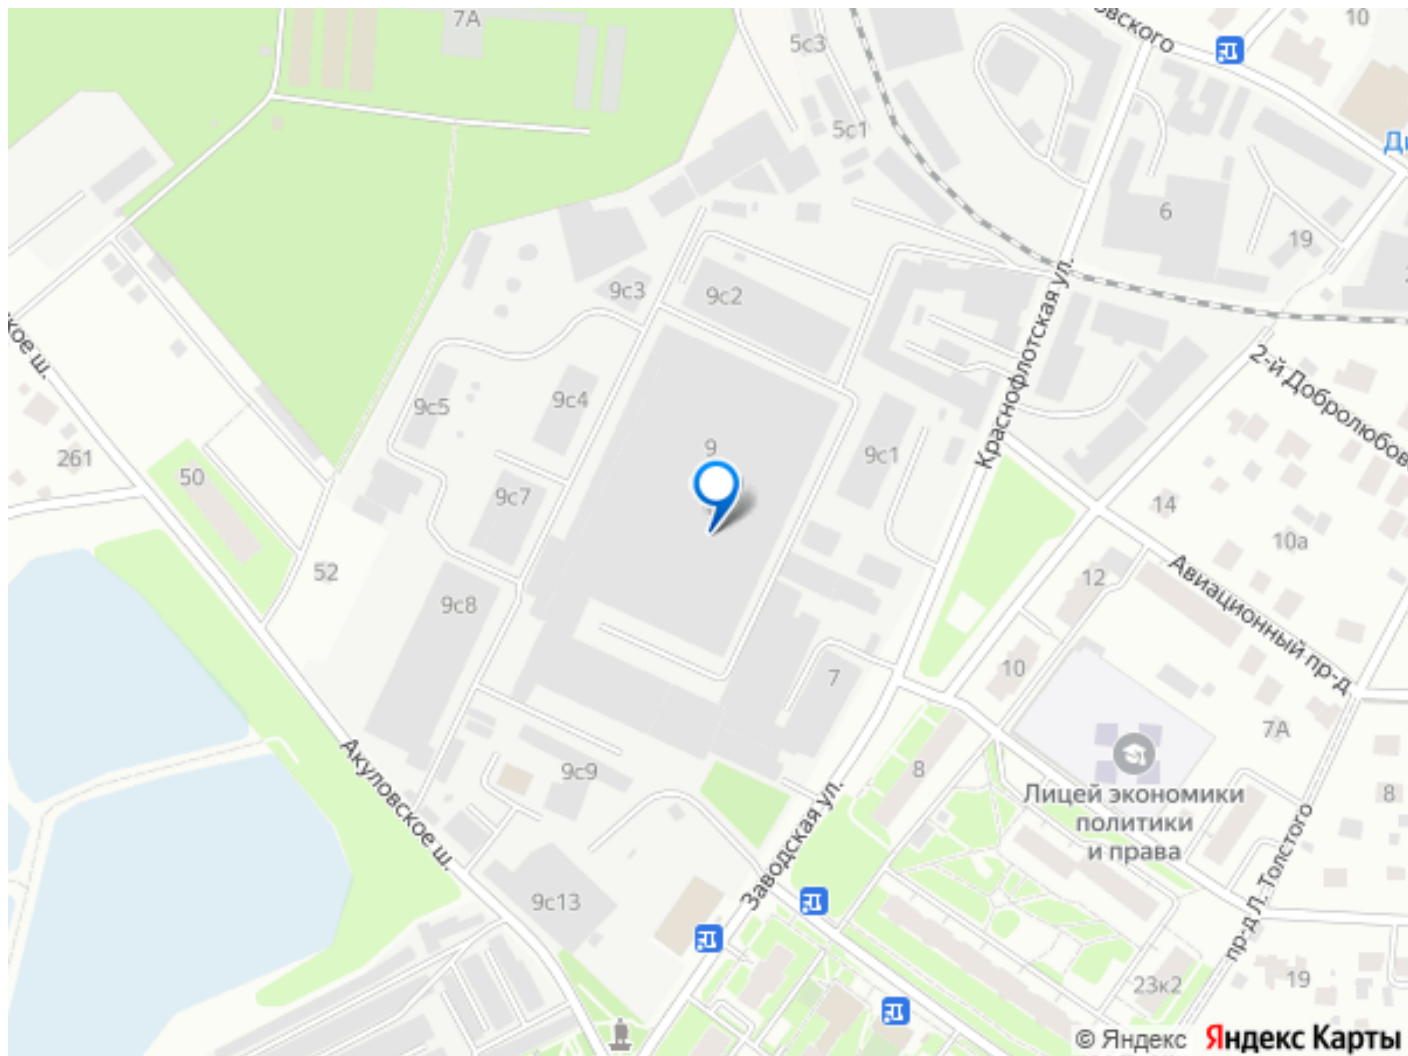 7А
5с3
10
5с1
6
19
9с3
9с2
Краснофлотская ул.
2-й Добролюбов
9с5
9с4
9
9с1
261
50
9с7
14
10а
52
12
Авиационный пр-д
9с8
10
7
7А
Акуловское ш.
9с9
8
Лицей экономики
политики
и права
8
Заводская ул.
пр-д Л. Толстого
9с13
23к2
19
© Яндекс Яндекс Карты